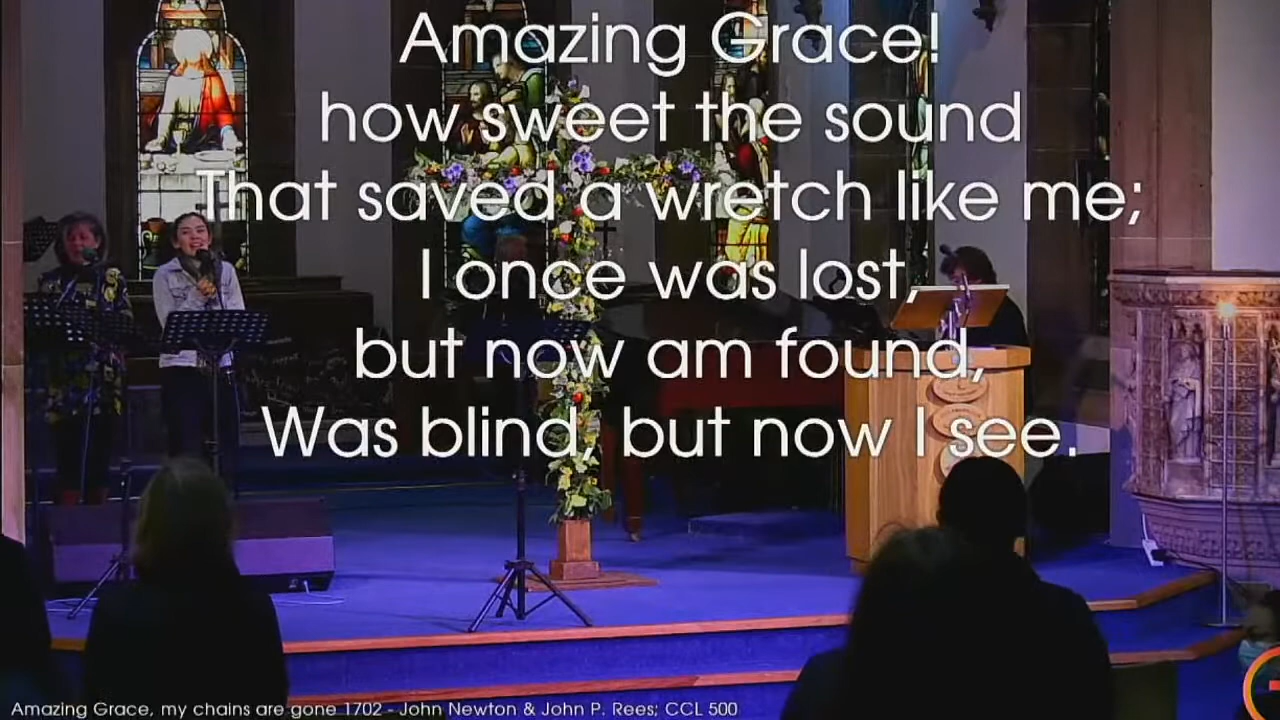 Amazing Grace!
how sweet the sound
That saved a wretch like me;
I once was lost,
but now am found,
Was blind, but now I see.
Amazing Grace, my chains are gone 1702 - John Newton & John P. Rees; CCL 500